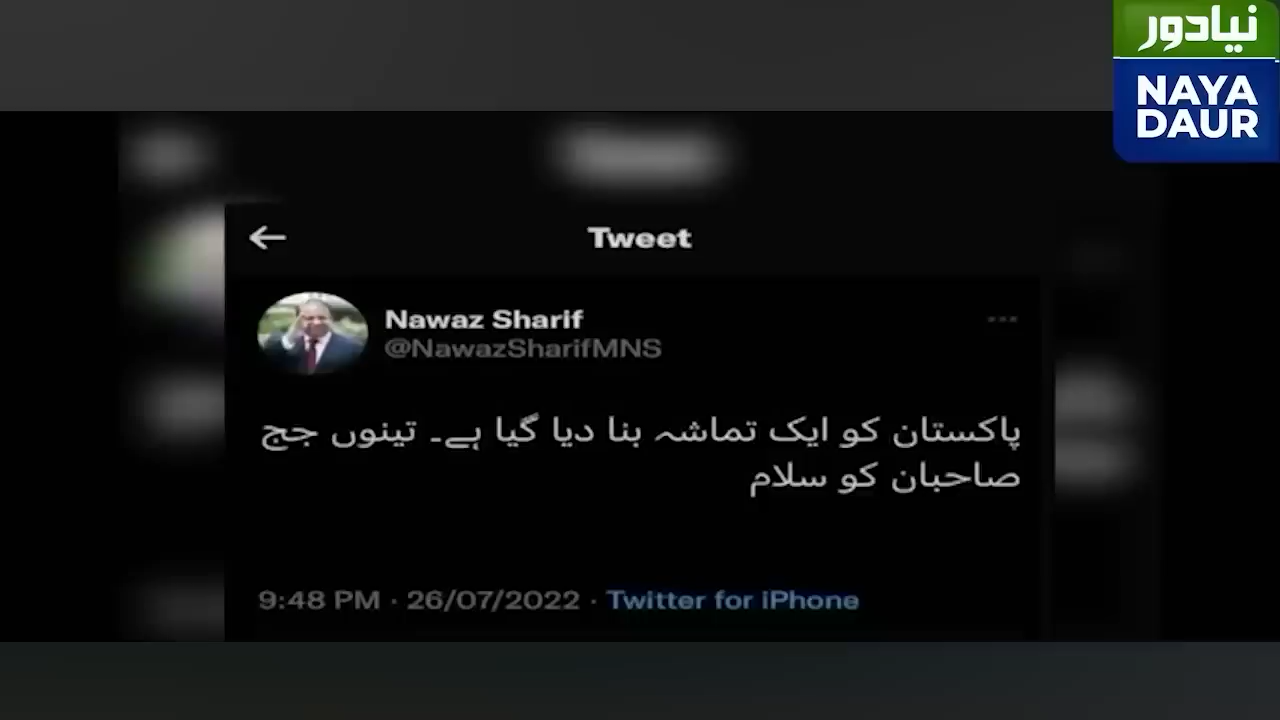 نیادور
NAYA
DAUR
Tweet
Nawaz Sharif
@NawazSharifMNS
پاکستان کو ایک تماشہ بنا دیا گیا ہے۔ تینوں جج
صاحبان کو سلام
9:48 PM · 26/07/2022 · Twitter for iPhone